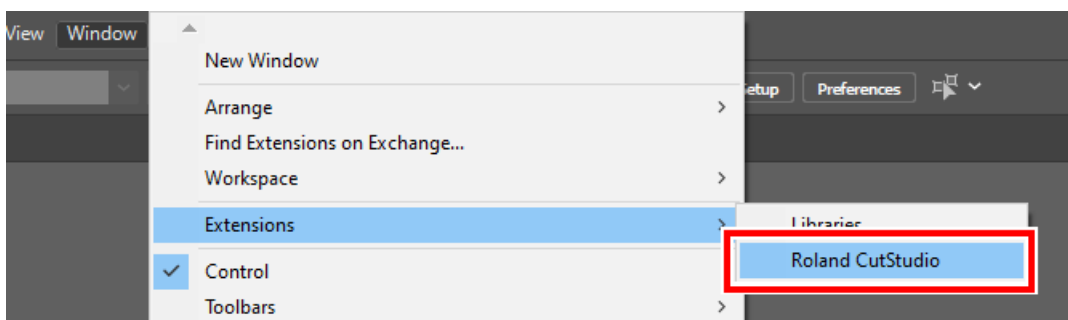 View Window
New Window
Setup Preferences
Arrange
Find Extensions on Exchange...
Workspace
Extensions
Libraries
Roland CutStudio
Control
Toolbars